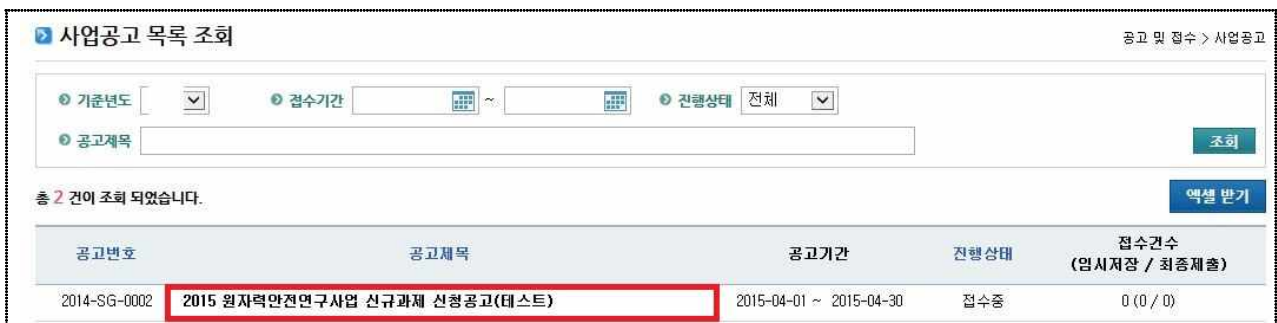 사업공고 목록 조회
공고 및 접수 > 사업공고
기준년도 접수기간 ~ 진행상태 전체
공고제목 조회
총 2 건이 조회 되었습니다.
엑셀 받기
공고번호 공고제목 공고기간 진행상태 접수건수
(임시저장 / 최종제출)
2014-SG-0002 2015 원자력안전연구사업 신규과제 신청공고(테스트) 2015-04-01 ~ 2015-04-30 접수중 0 (0 / 0)